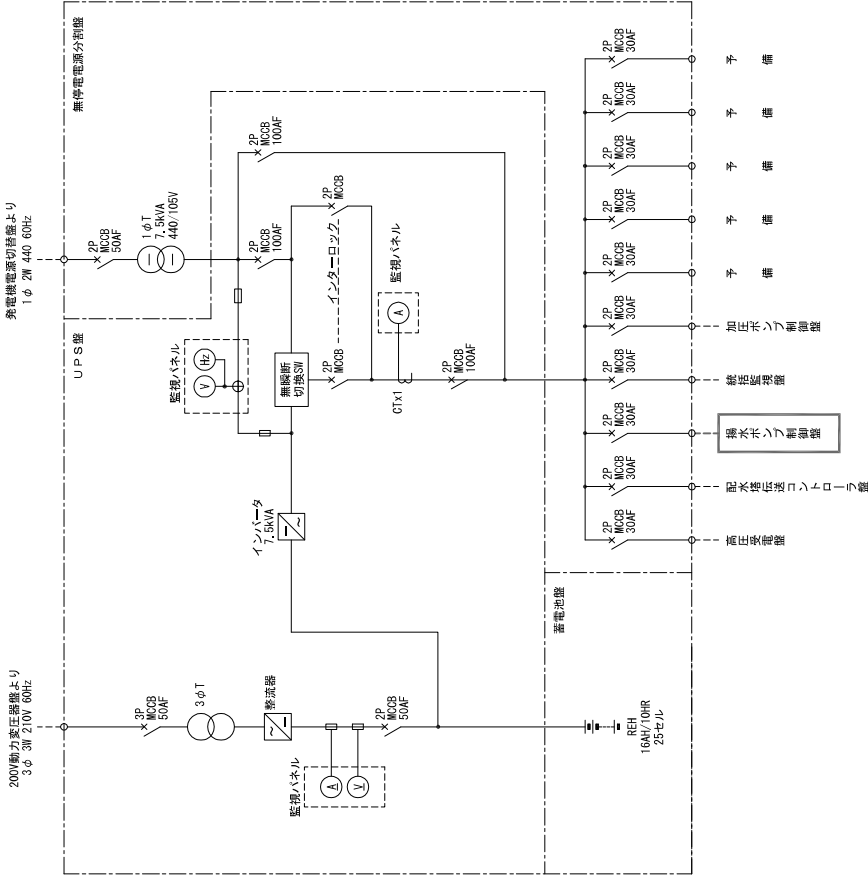 発電機電源切替盤より
1φ 2W 440 60Hz
無停電電源分割盤
2P
MCCB
50AF
1φT
7.5kVA
440/105V
2P
MCCB
100AF
2P
MCCB
100AF
UPS盤
監視パネル
V
Hz
無瞬断
切換SW
2P
MCCB
インターロック
2P
MCCB
監視パネル
A
CTx1
2P
MCCB
100AF
インバータ
7.5kVA
200V動力変圧器盤より
3φ 3W 210V 60Hz
3P
MCCB
50AF
3φT
整流器
監視パネル
A
V
2P
MCCB
50AF
蓄電池盤
REH
16AH/10HR
25セル
2P
MCCB
30AF
予備
2P
MCCB
30AF
予備
2P
MCCB
30AF
予備
2P
MCCB
30AF
予備
2P
MCCB
30AF
予備
2P
MCCB
30AF
加圧ポンプ制御盤
2P
MCCB
30AF
統括監視盤
2P
MCCB
30AF
揚水ポンプ制御盤
2P
MCCB
30AF
配水塔伝送コントローラ盤
2P
MCCB
30AF
高圧受電盤